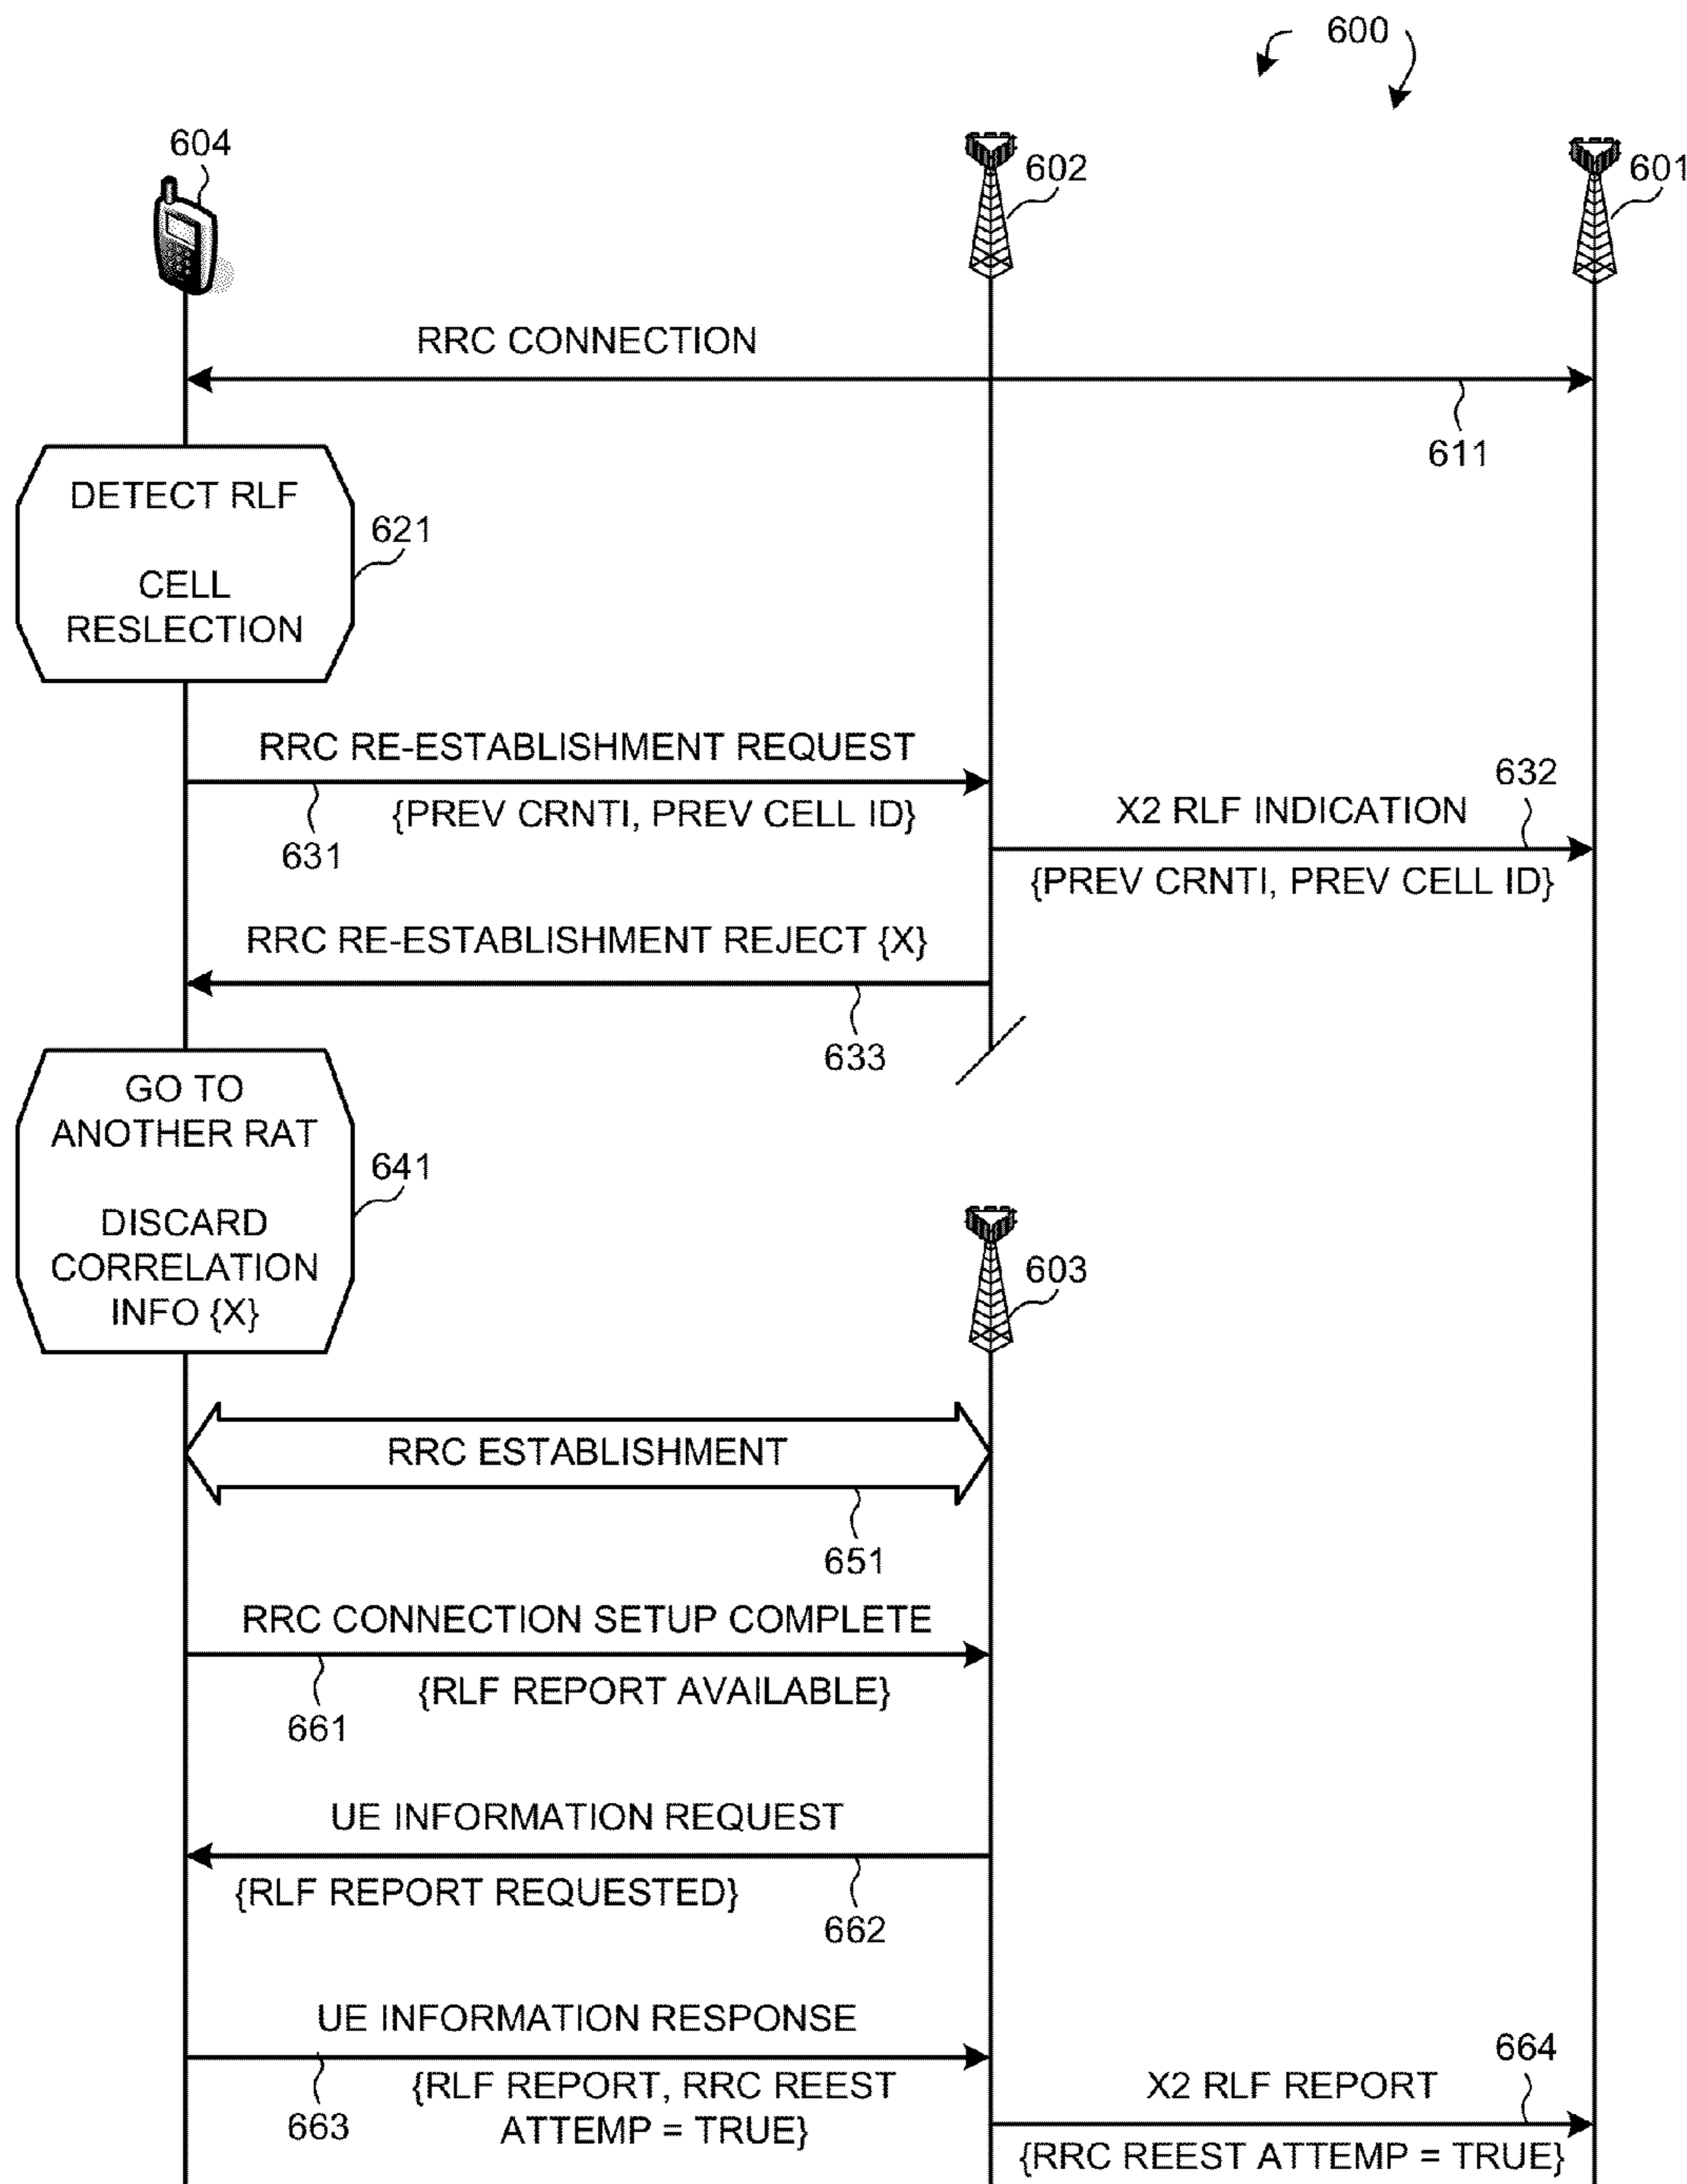 600
604
602
601
RRC CONNECTION
611
DETECT RLF
CELL
RESLECTION
621
RRC RE-ESTABLISHMENT REQUEST
{PREV CRNTI, PREV CELL ID}
631
632
X2 RLF INDICATION
{PREV CRNTI, PREV CELL ID}
RRC RE-ESTABLISHMENT REJECT {X}
633
GO TO
ANOTHER RAT
DISCARD
CORRELATION
INFO {X}
641
603
RRC ESTABLISHMENT
651
RRC CONNECTION SETUP COMPLETE
{RLF REPORT AVAILABLE}
661
UE INFORMATION REQUEST
{RLF REPORT REQUESTED}
662
UE INFORMATION RESPONSE
{RLF REPORT, RRC REEST
ATTEMP = TRUE}
663
664
X2 RLF REPORT
{RRC REEST ATTEMP = TRUE}